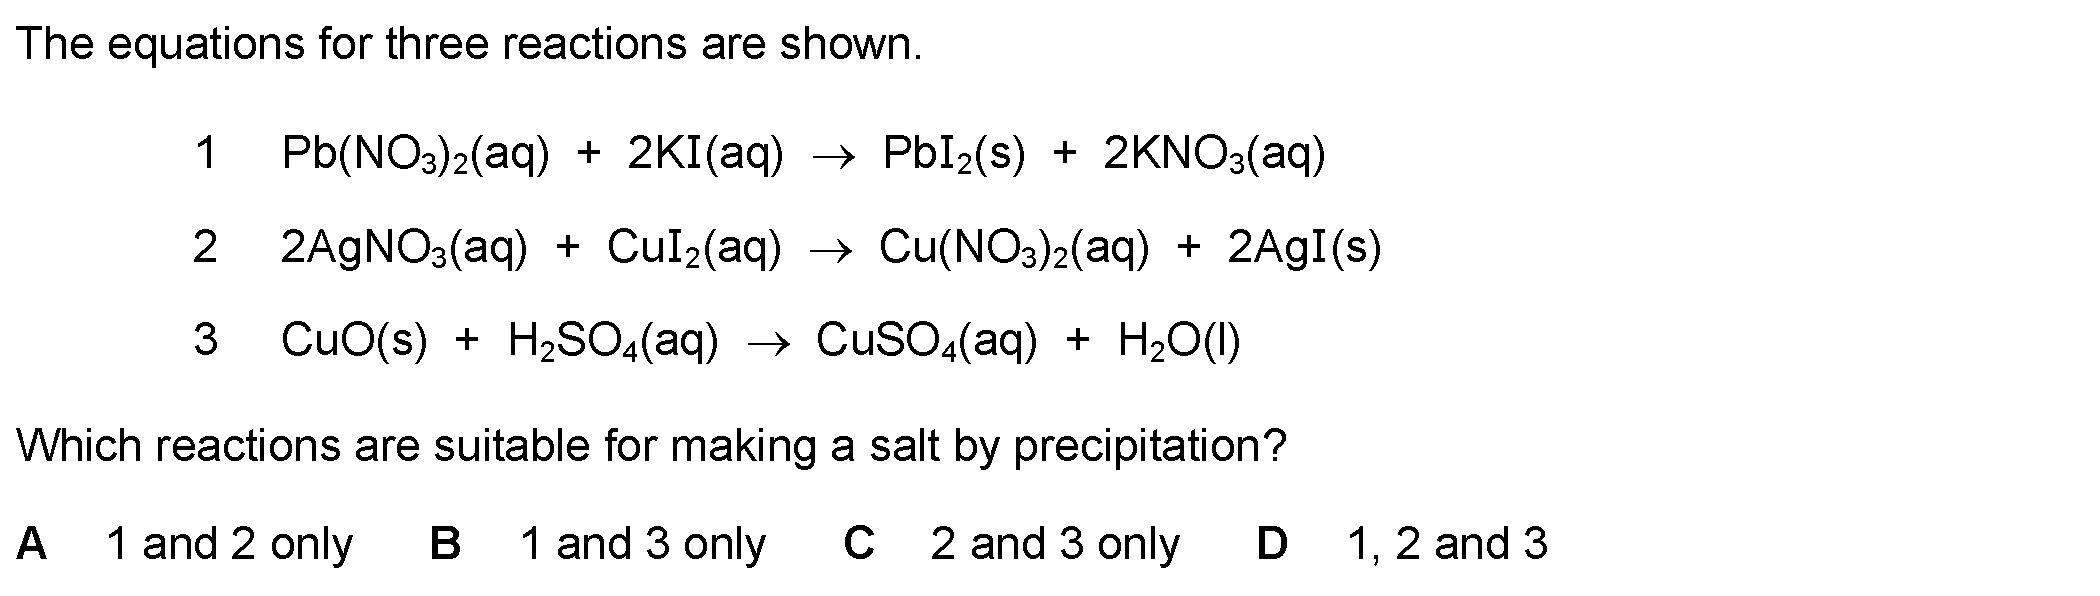 The equations for three reactions are shown.
1 Pb(NO₃)₂(aq) + 2KI(aq) → PbI₂(s) + 2KNO₃(aq)
2 2AgNO₃(aq) + CuI₂(aq) → Cu(NO₃)₂(aq) + 2AgI(s)
3 CuO(s) + H₂SO₄(aq) → CuSO₄(aq) + H₂O(l)
Which reactions are suitable for making a salt by precipitation?
A 1 and 2 only B 1 and 3 only C 2 and 3 only D 1, 2 and 3